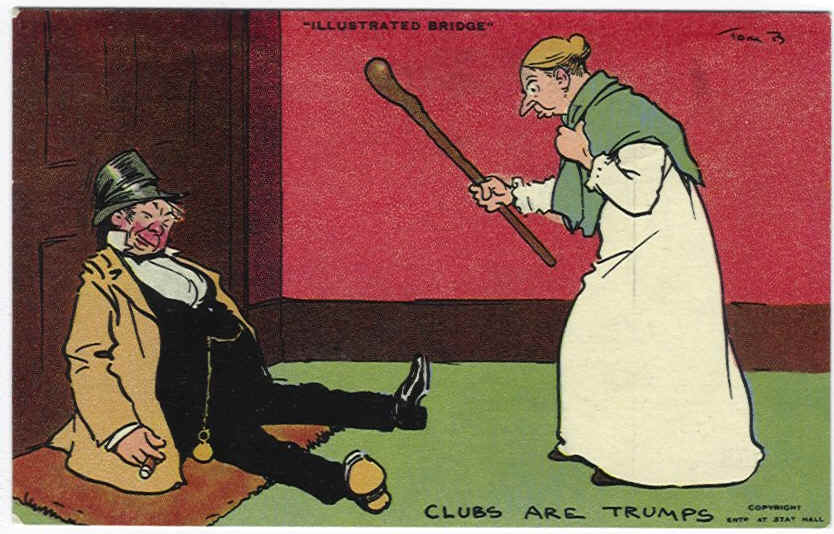 "ILLUSTRATED BRIDGE"
Tom B
CLUBS ARE TRUMPS
COPYRIGHT
ENTD AT STAT HALL